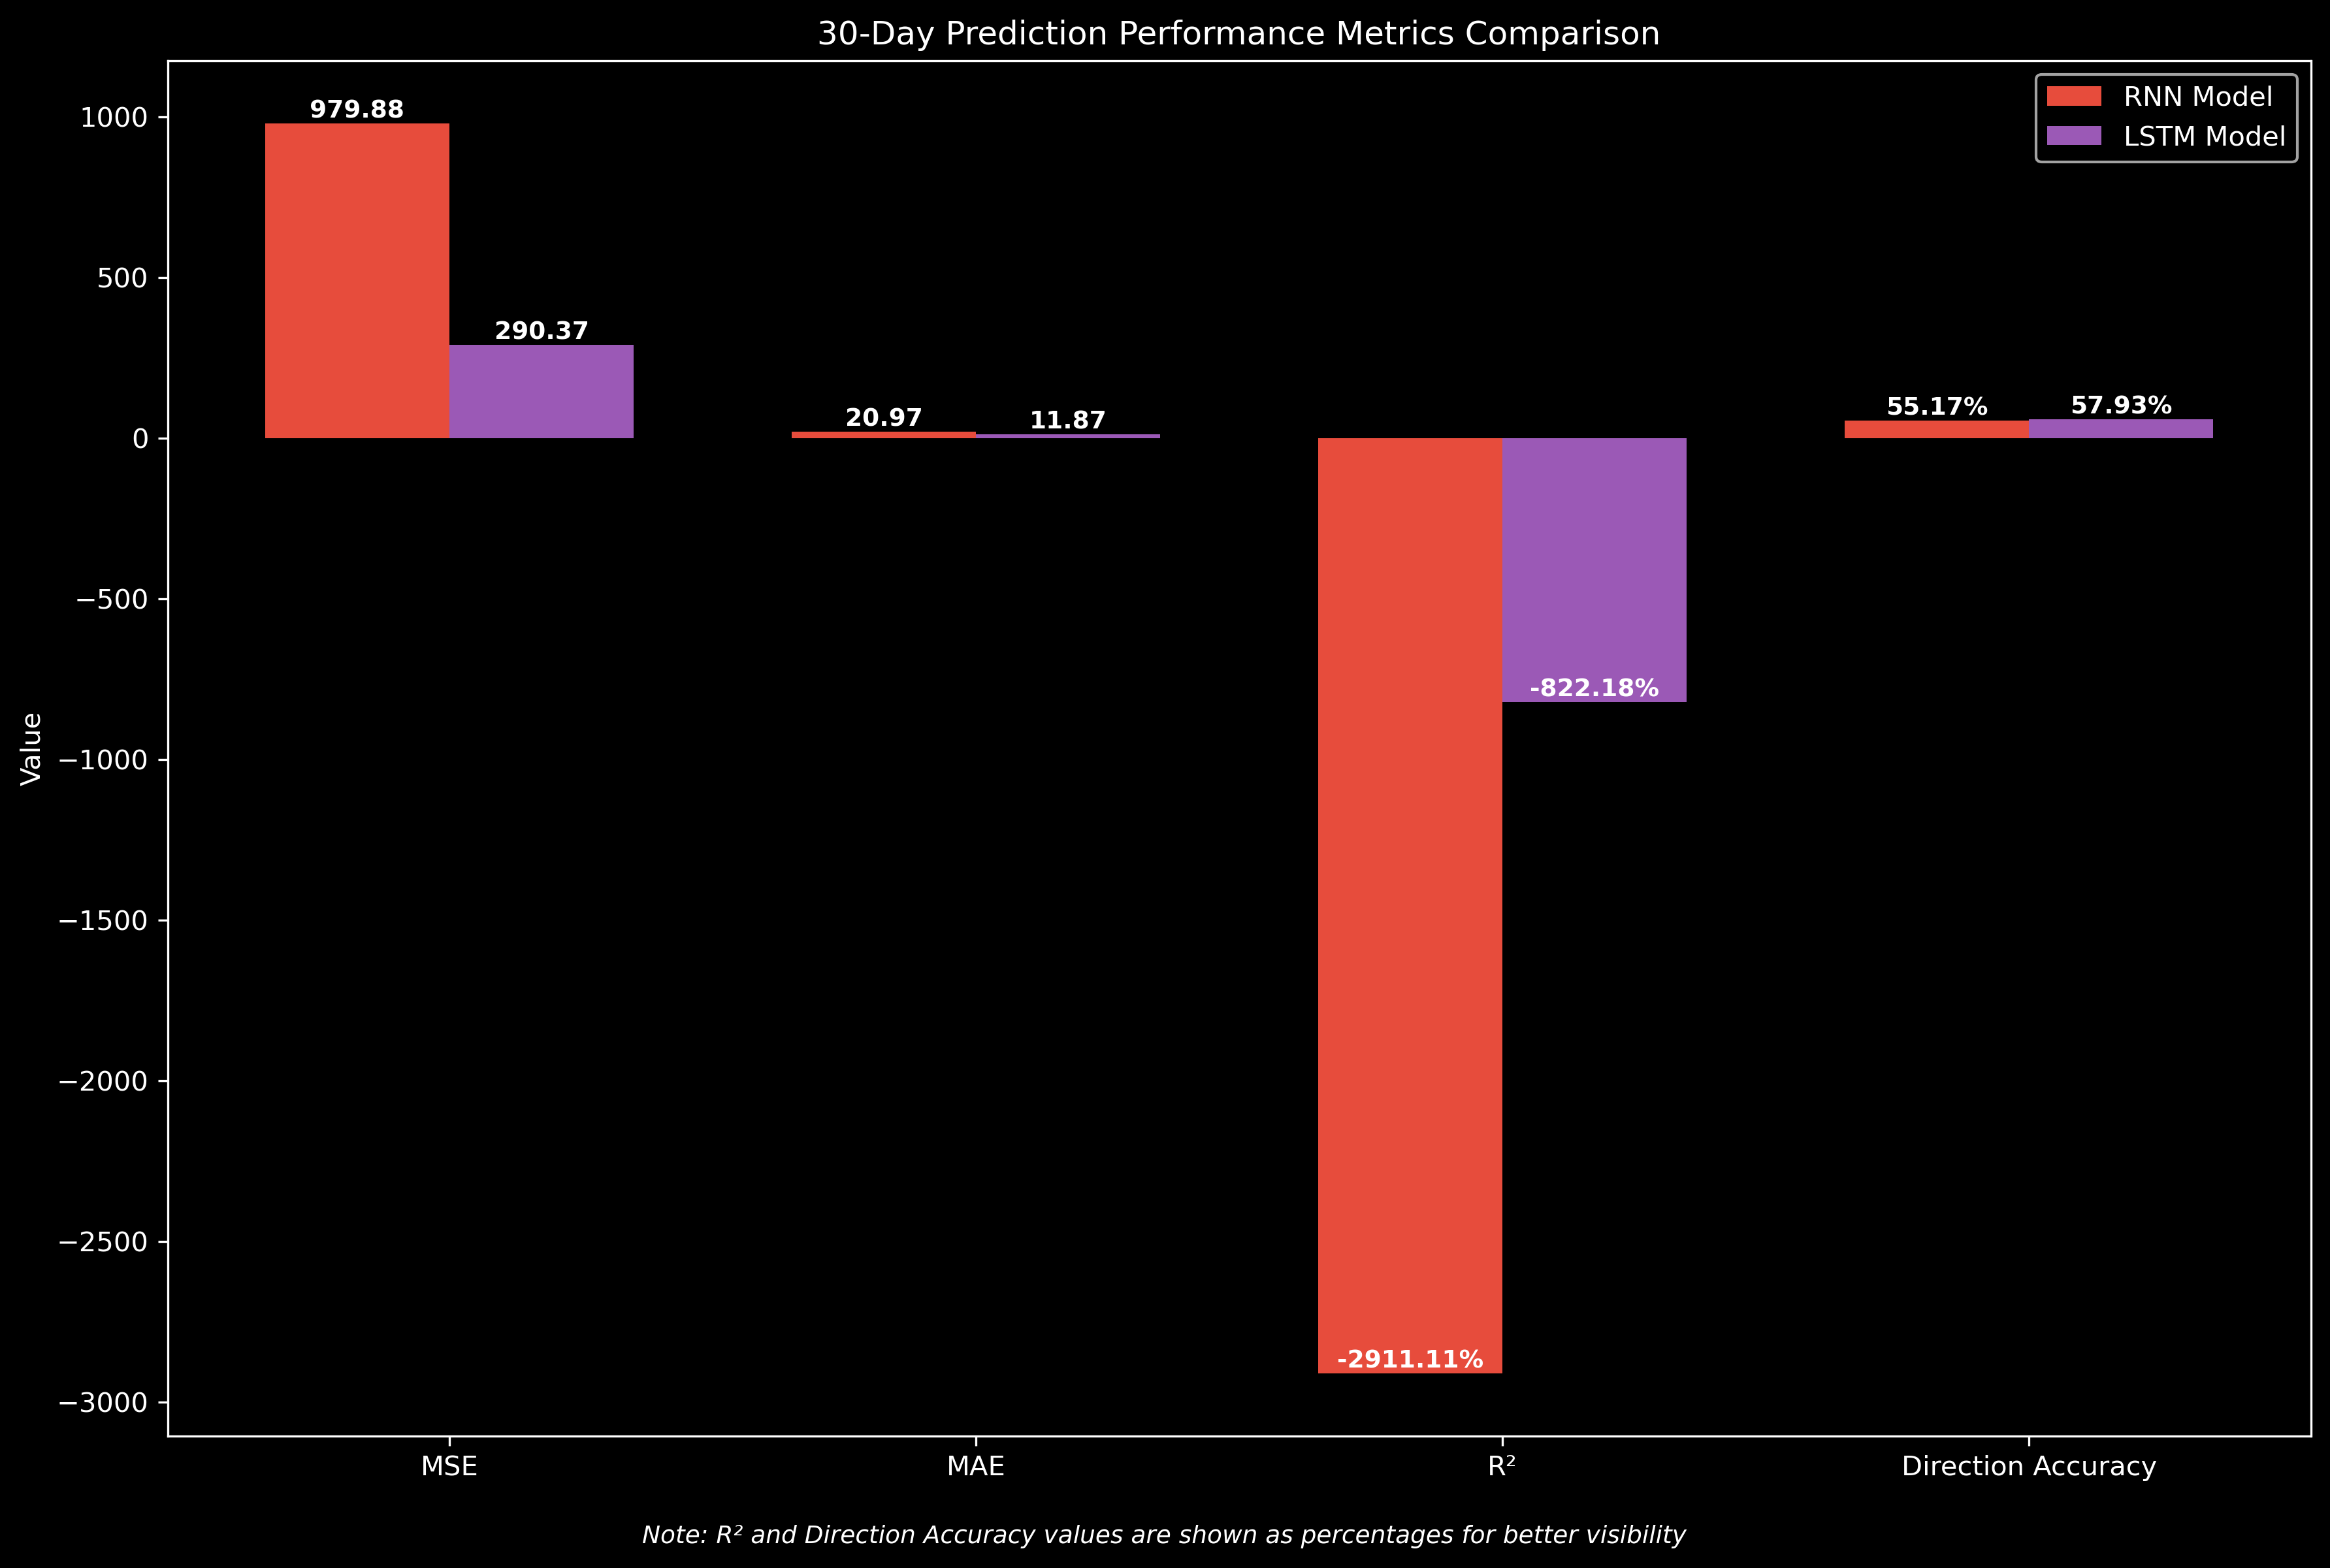 30-Day Prediction Performance Metrics Comparison
RNN Model
LSTM Model
1000
500
0
−500
−1000
−1500
−2000
−2500
−3000
Value
979.88
290.37
20.97
11.87
-2911.11%
-822.18%
55.17%
57.93%
MSE
MAE
R²
Direction Accuracy
Note: R² and Direction Accuracy values are shown as percentages for better visibility